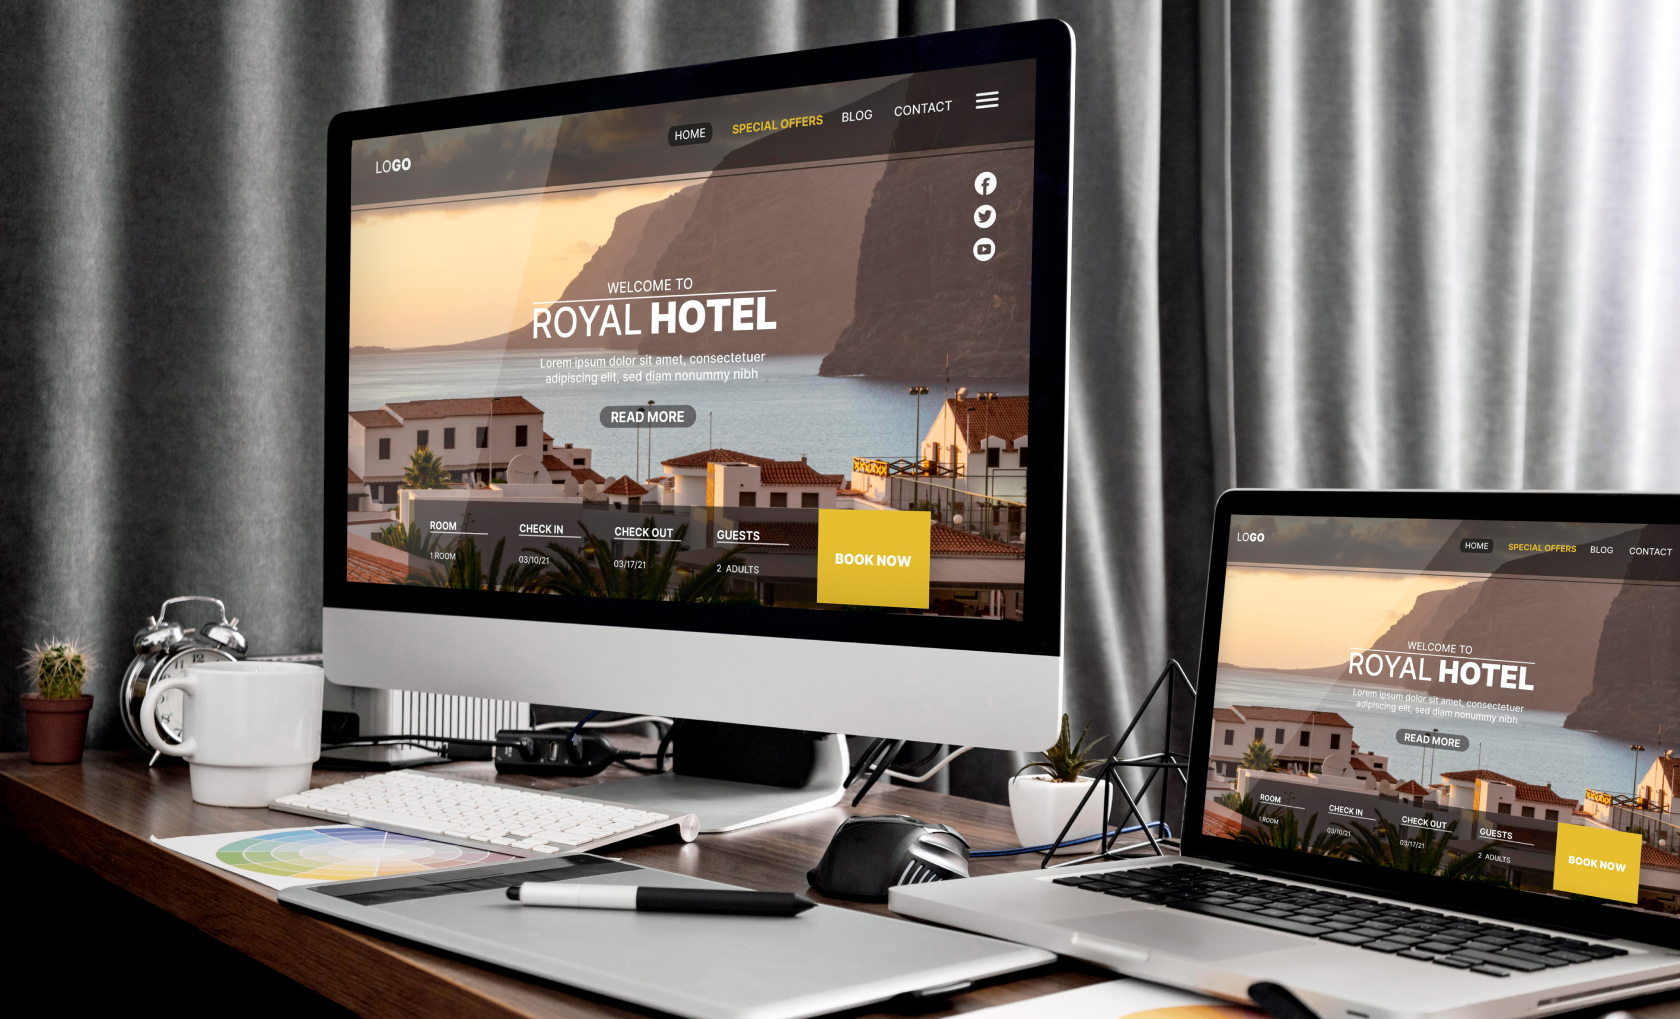 LOGO
HOME
SPECIAL OFFERS
BLOG
CONTACT
WELCOME TO
ROYAL HOTEL
Lorem ipsum dolor sit amet, consectetuer
adipiscing elit, sed diam nonummy nibh
READ MORE
ROOM
CHECK IN
CHECK OUT
GUESTS
1 ROOM
03/10/21
03/17/21
2 ADULTS
BOOK NOW
LOGO
HOME
SPECIAL OFFERS
BLOG
CONTACT
WELCOME TO
ROYAL HOTEL
Lorem ipsum dolor sit amet, consectetuer
adipiscing elit, sed diam nonummy nibh
READ MORE
ROOM
CHECK IN
CHECK OUT
GUESTS
1 ROOM
03/10/21
03/17/21
2 ADULTS
BOOK NOW